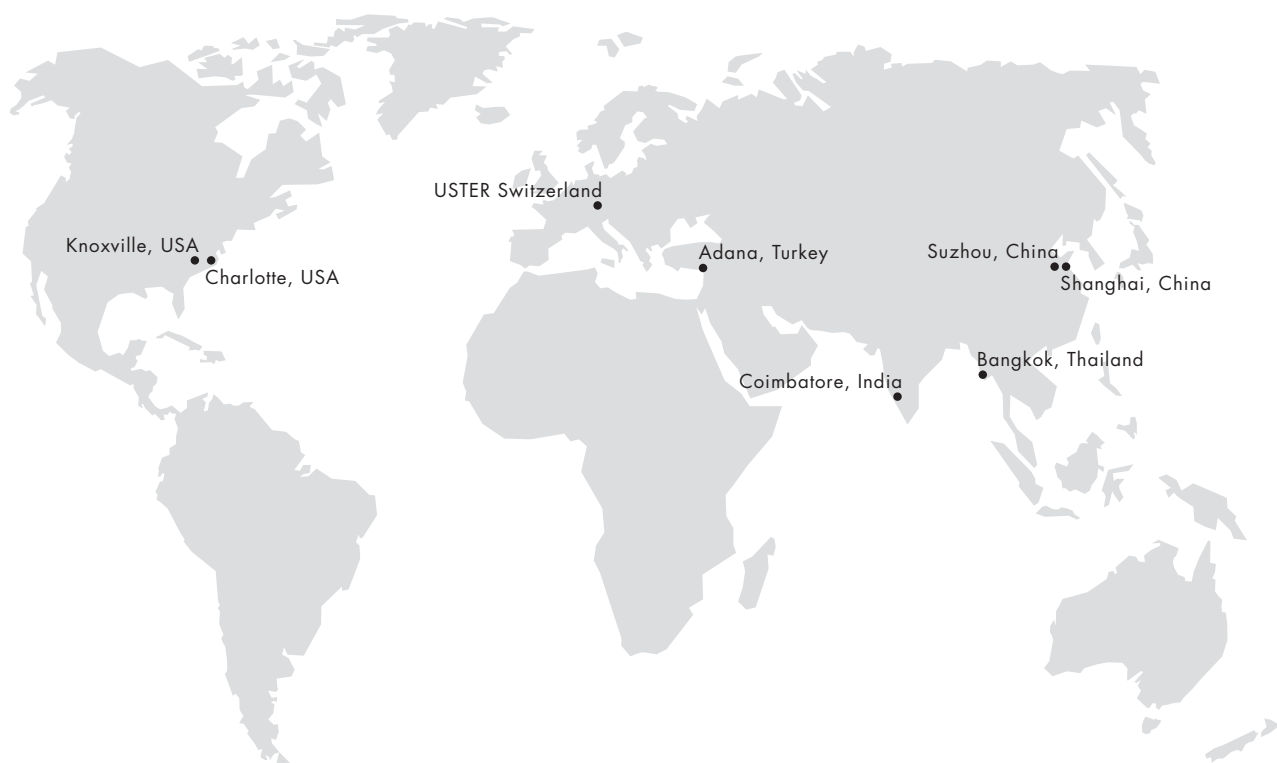 USTER Switzerland
Knoxville, USA
Charlotte, USA
Adana, Turkey
Suzhou, China
Shanghai, China
Bangkok, Thailand
Coimbatore, India